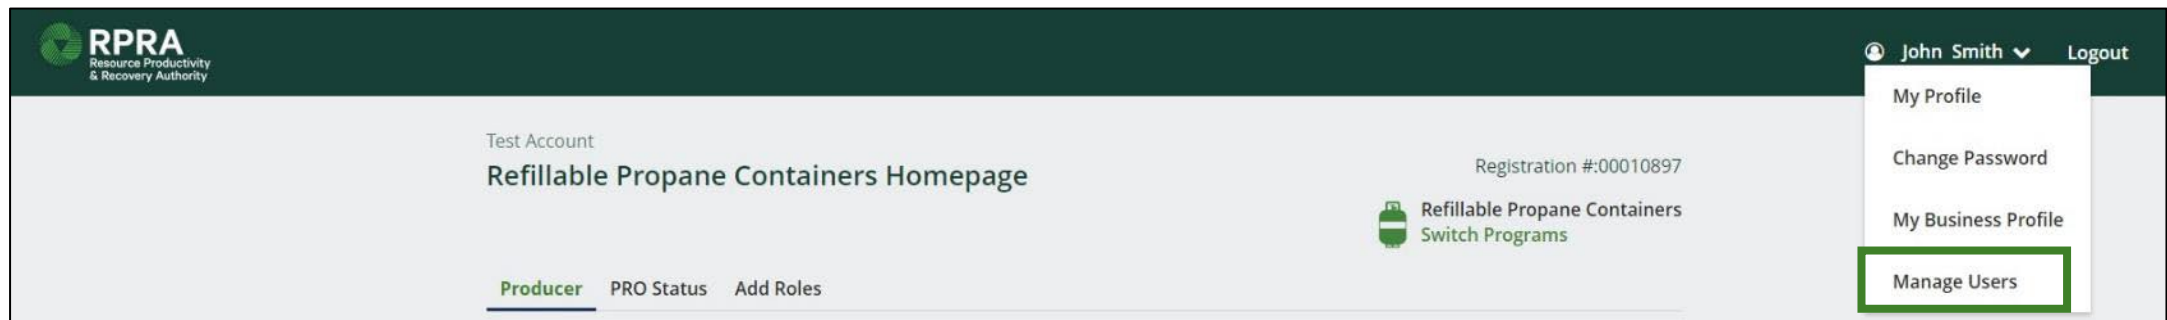 RPRA
Resource Productivity
& Recovery Authority
John Smith
Logout
My Profile
Change Password
My Business Profile
Manage Users
Test Account
Refillable Propane Containers Homepage
Registration #:00010897
Refillable Propane Containers
Switch Programs
Producer PRO Status Add Roles